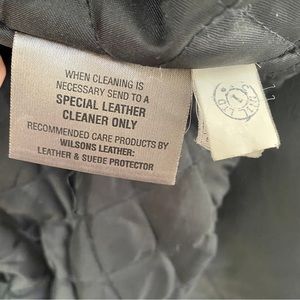 WHEN CLEANING IS
NECESSARY SEND TO A
SPECIAL LEATHER
CLEANER ONLY
RECOMMENDED CARE PRODUCTS BY
WILSONS LEATHER:
LEATHER & SUEDE PROTECTOR